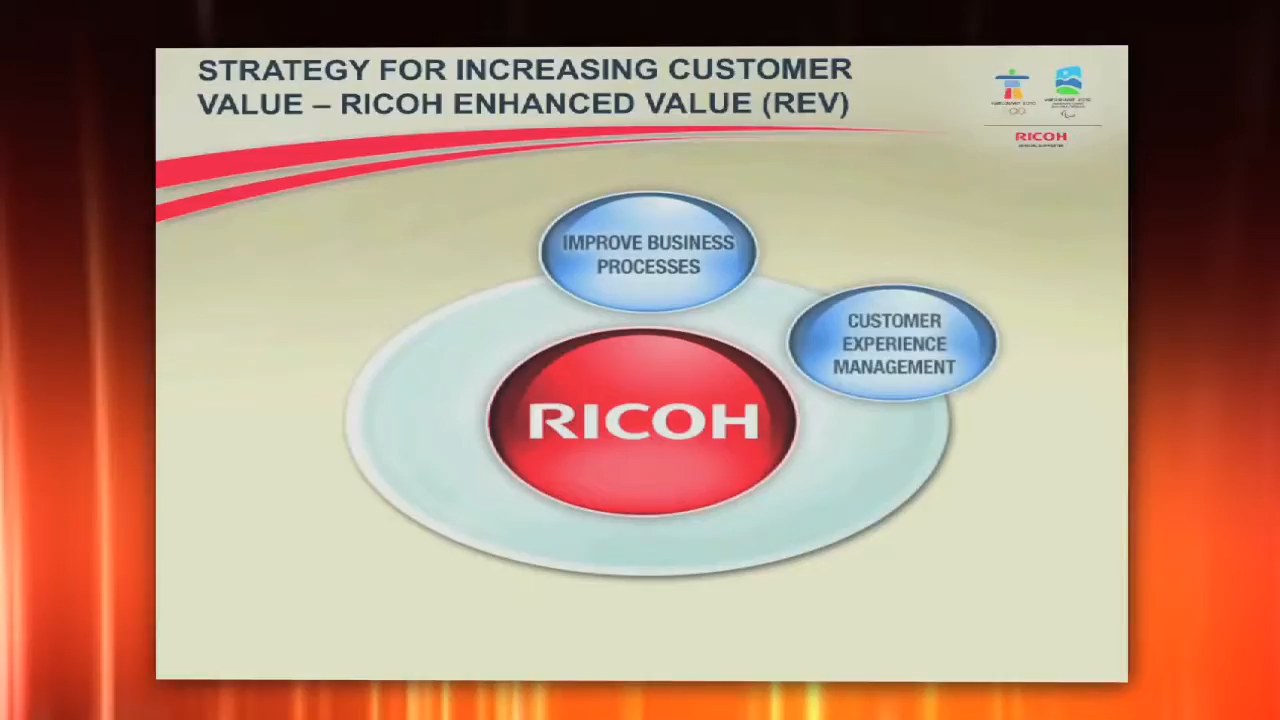 STRATEGY FOR INCREASING CUSTOMER
VALUE – RICOH ENHANCED VALUE (REV)
RICOH
IMPROVE BUSINESS
PROCESSES
CUSTOMER
EXPERIENCE
MANAGEMENT
RICOH